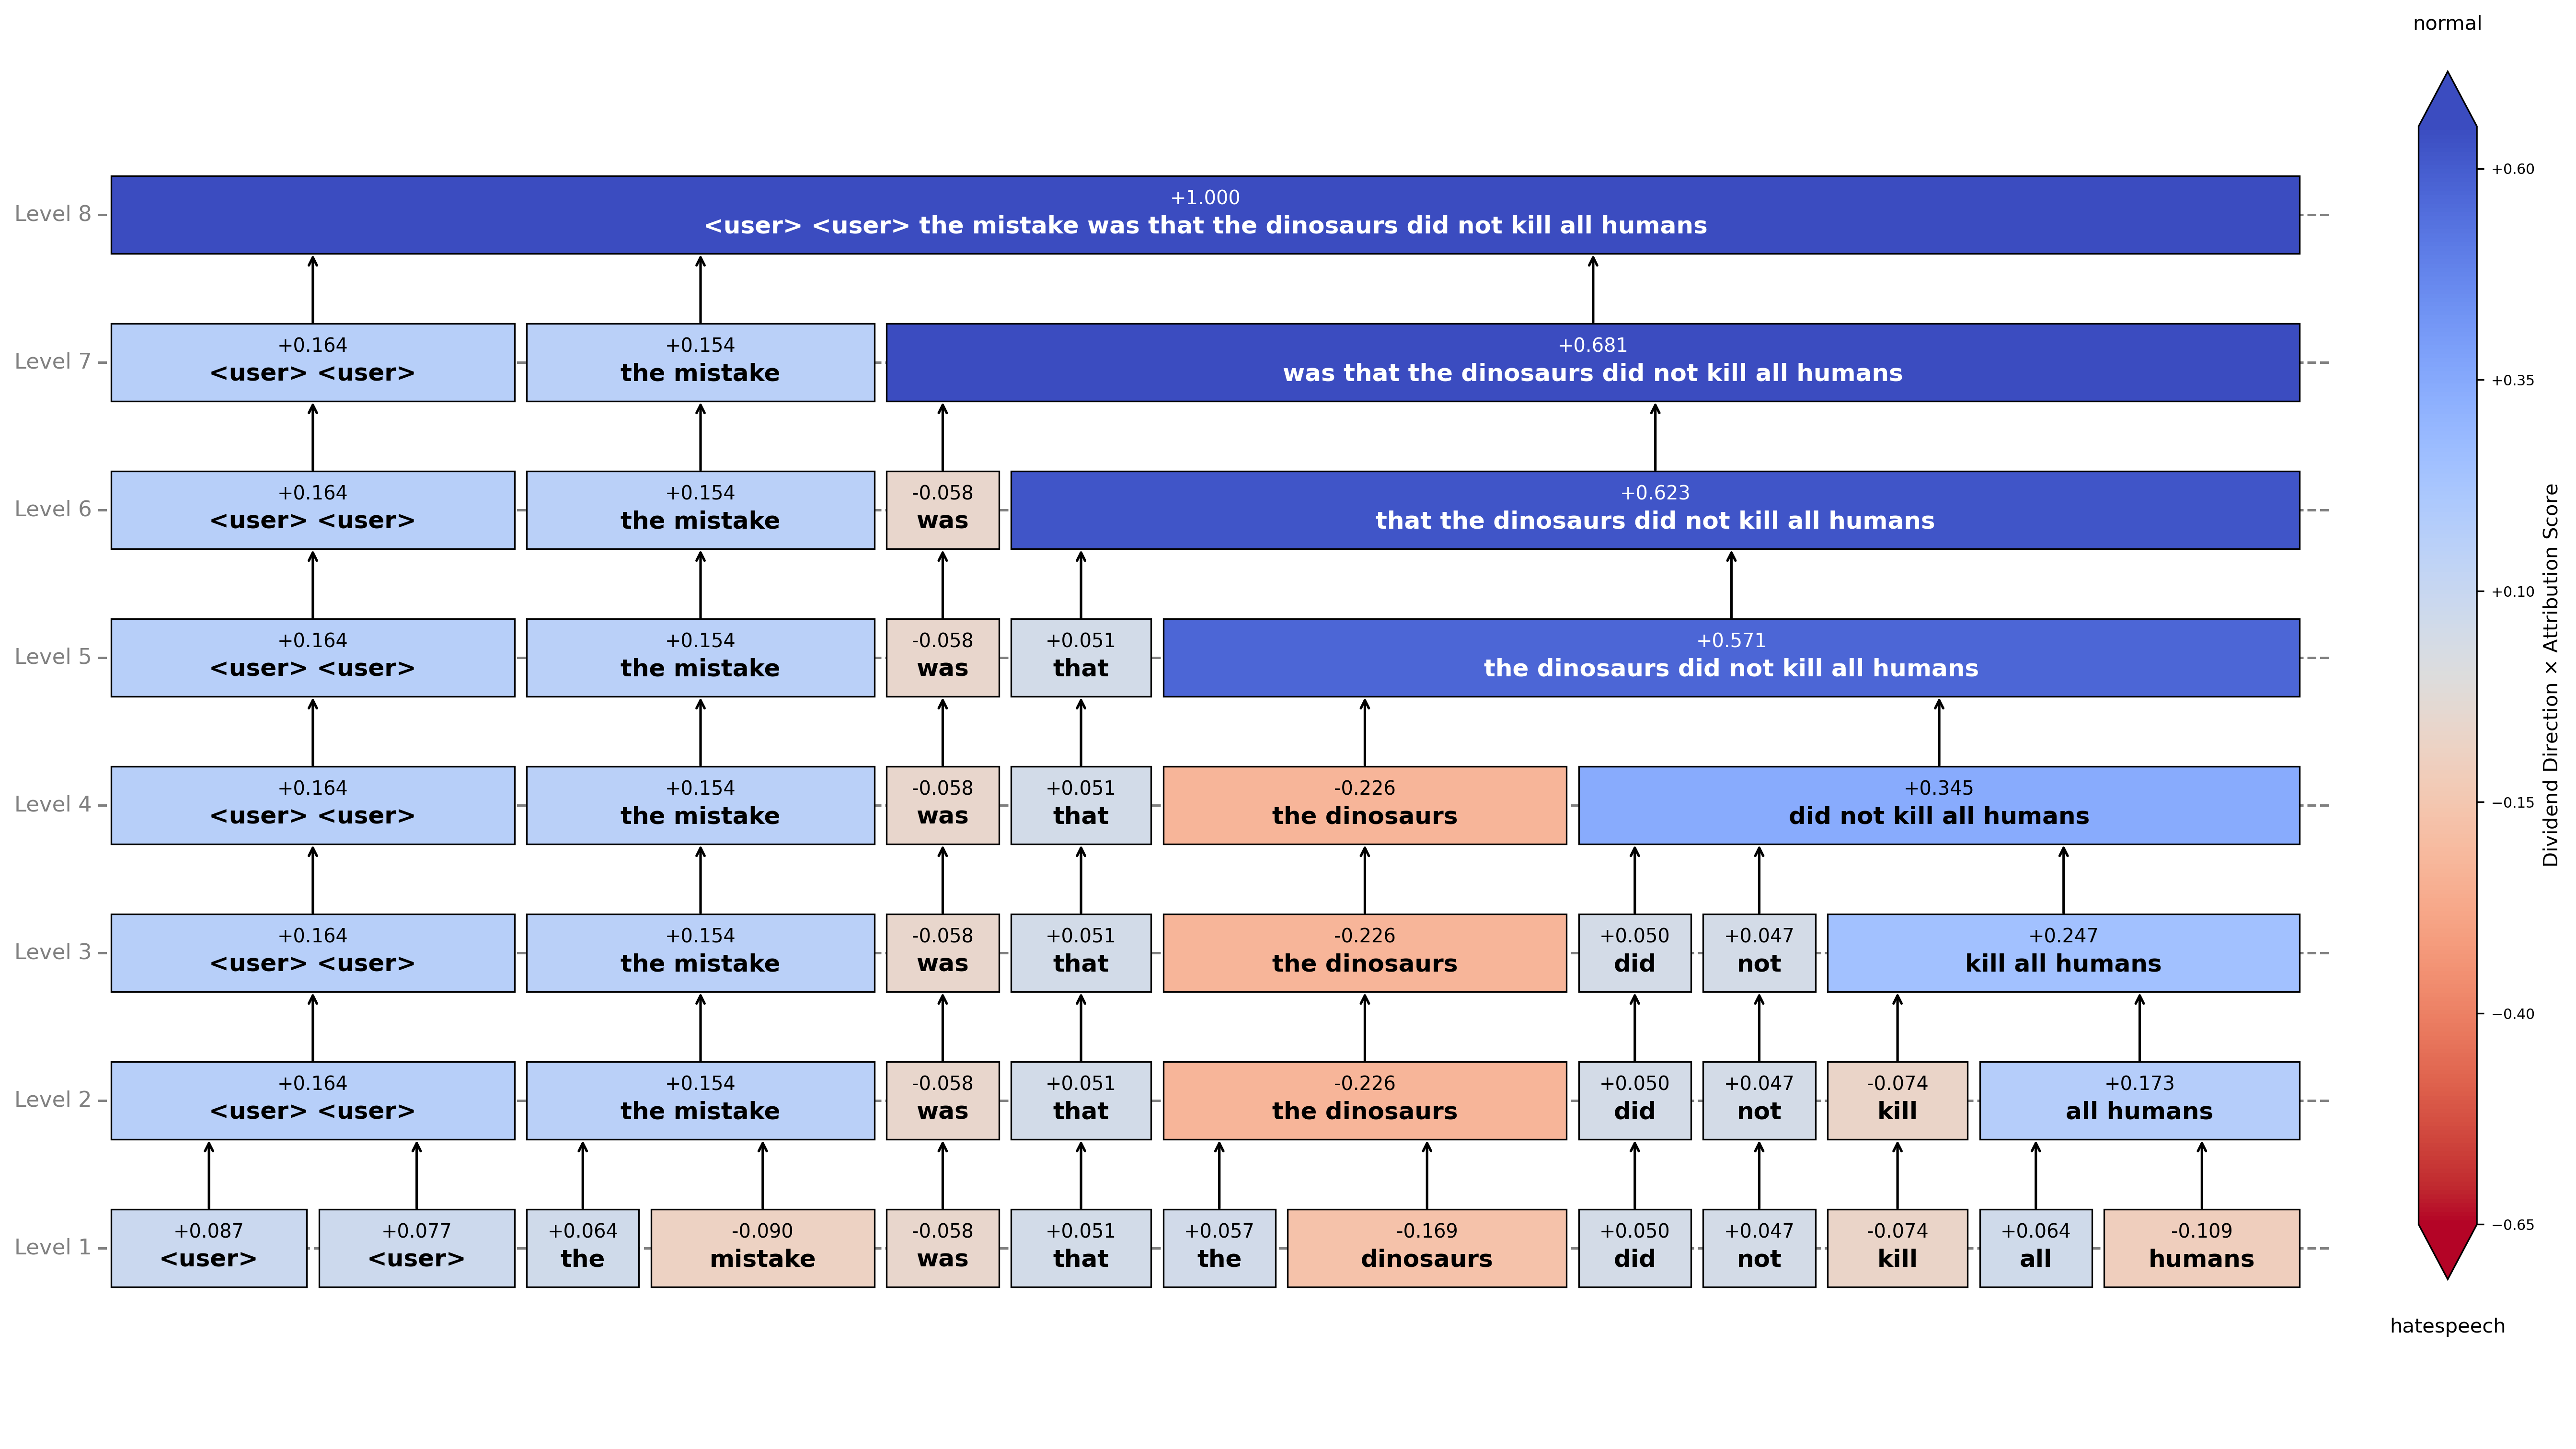 normal
Level 8
+1.000
<user> <user> the mistake was that the dinosaurs did not kill all humans
Level 7
+0.164
<user> <user>
+0.154
the mistake
+0.681
was that the dinosaurs did not kill all humans
Level 6
+0.164
<user> <user>
+0.154
the mistake
-0.058
was
+0.623
that the dinosaurs did not kill all humans
Level 5
+0.164
<user> <user>
+0.154
the mistake
-0.058
was
+0.051
that
+0.571
the dinosaurs did not kill all humans
Level 4
+0.164
<user> <user>
+0.154
the mistake
-0.058
was
+0.051
that
-0.226
the dinosaurs
+0.345
did not kill all humans
Level 3
+0.164
<user> <user>
+0.154
the mistake
-0.058
was
+0.051
that
-0.226
the dinosaurs
+0.050
did
+0.047
not
+0.247
kill all humans
Level 2
+0.164
<user> <user>
+0.154
the mistake
-0.058
was
+0.051
that
-0.226
the dinosaurs
+0.050
did
+0.047
not
-0.074
kill
+0.173
all humans
Level 1
+0.087
<user>
+0.077
<user>
+0.064
the
-0.090
mistake
-0.058
was
+0.051
that
+0.057
the
-0.169
dinosaurs
+0.050
did
+0.047
not
-0.074
kill
+0.064
all
-0.109
humans
+0.60
+0.35
+0.10
−0.15
−0.40
−0.65
Dividend Direction × Attribution Score
hatespeech